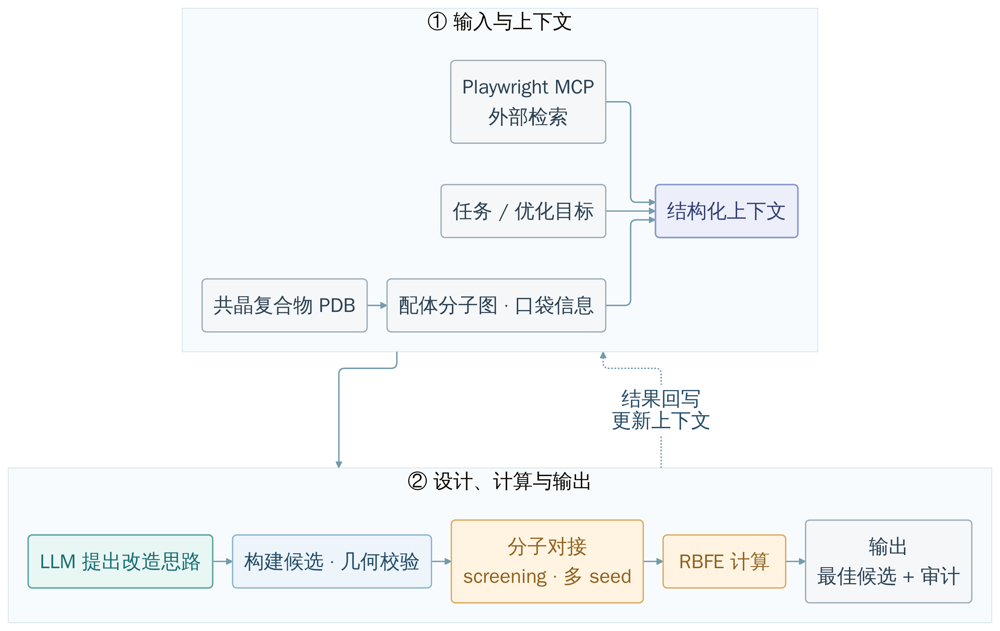 ① 输入与上下文
Playwright MCP
外部检索
任务 / 优化目标
结构化上下文
共晶复合物 PDB
配体分子图 · 口袋信息
结果回写
更新上下文
② 设计、计算与输出
LLM 提出改造思路
构建候选 · 几何校验
分子对接
screening · 多 seed
RBFE 计算
输出
最佳候选 + 审计